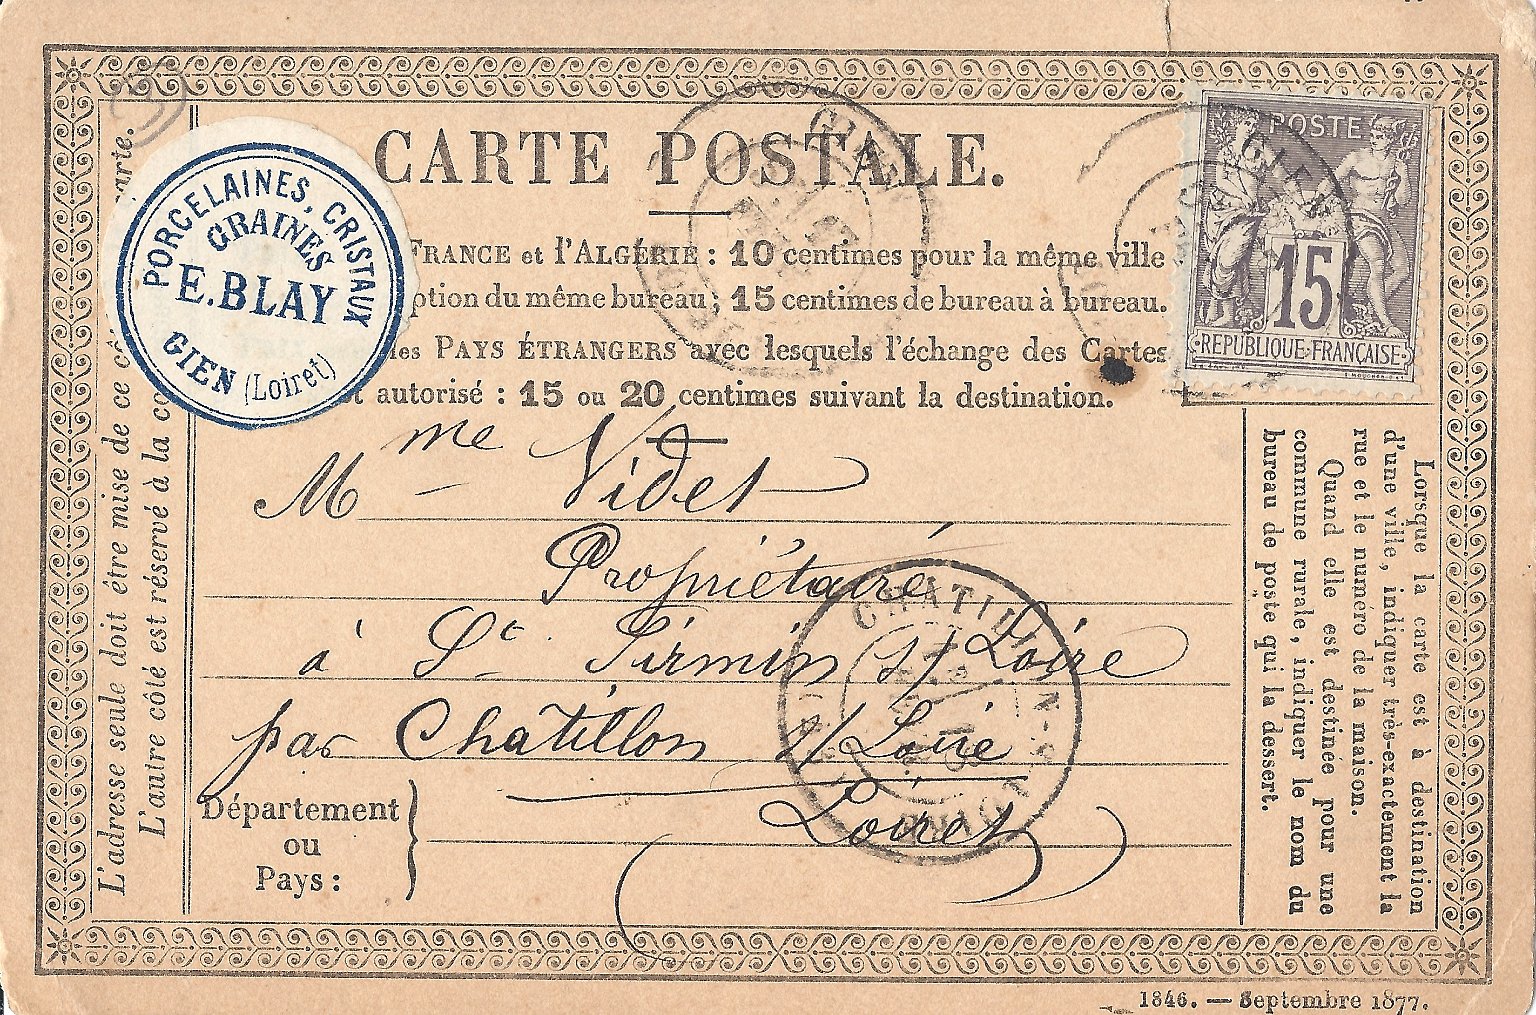 CARTE POSTALE.
PORCELAINES, CRISTAUX
GRAINES
E. BLAY
GIEN (Loiret)
FRANCE et l'ALGÉRIE : 10 centimes pour la même ville
ption du même bureau ; 15 centimes de bureau à bureau.
les PAYS ÉTRANGERS avec lesquels l'échange des Cartes
t autorisé : 15 ou 20 centimes suivant la destination.
POSTE
15
REPUBLIQUE FRANÇAISE
GIEN
GIEN
Mme Videt
Propriétaire
à St Firmin s/ Loire
par Châtillon s/ Loire
Loiret
Département
ou
Pays :
CHATILLON-S-LOIRE
L'adresse seule doit être mise de ce cô arte.
L'autre côté est réservé à la co
Lorsque la carte est à destination
d'une ville, indiquer très-exactement la
rue et le numéro de la maison.
Quand elle est destinée pour une
commune rurale, indiquer le nom du
bureau de poste qui la dessert.
1846. — Septembre 1877.